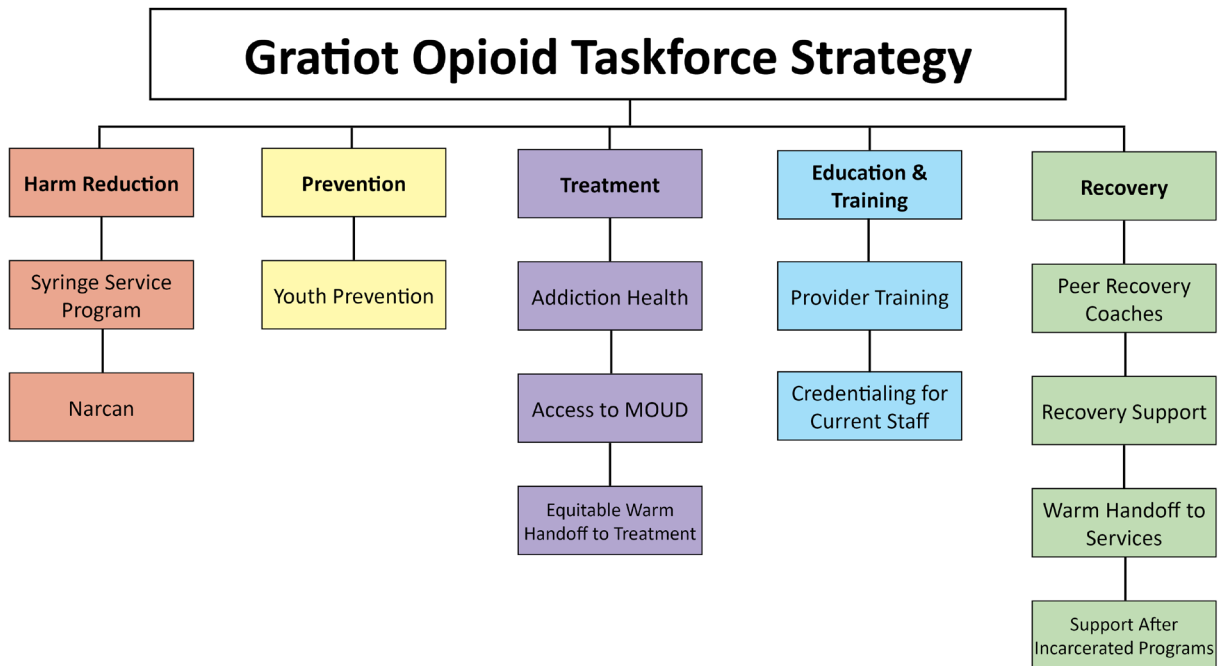 Gratiot Opioid Taskforce Strategy
Harm Reduction
Syringe Service
Program
Narcan
Prevention
Youth Prevention
Treatment
Addiction Health
Access to MOUD
Equitable Warm
Handoff to Treatment
Education &
Training
Provider Training
Credentialing for
Current Staff
Recovery
Peer Recovery
Coaches
Recovery Support
Warm Handoff to
Services
Support After
Incarcerated Programs